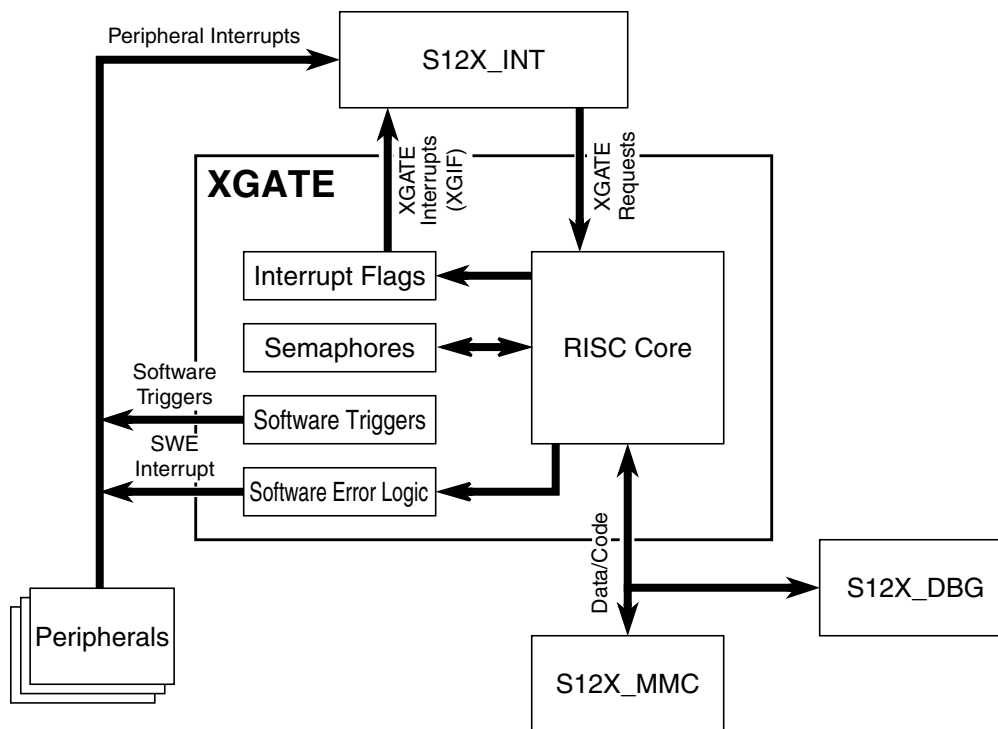 Peripheral Interrupts
S12X_INT
XGATE
XGATE
Interrupts
(XGIF)
XGATE
Requests
Interrupt Flags
Semaphores
RISC Core
Software
Triggers
Software Triggers
SWE
Interrupt
Software Error Logic
Data/Code
S12X_DBG
Peripherals
S12X_MMC